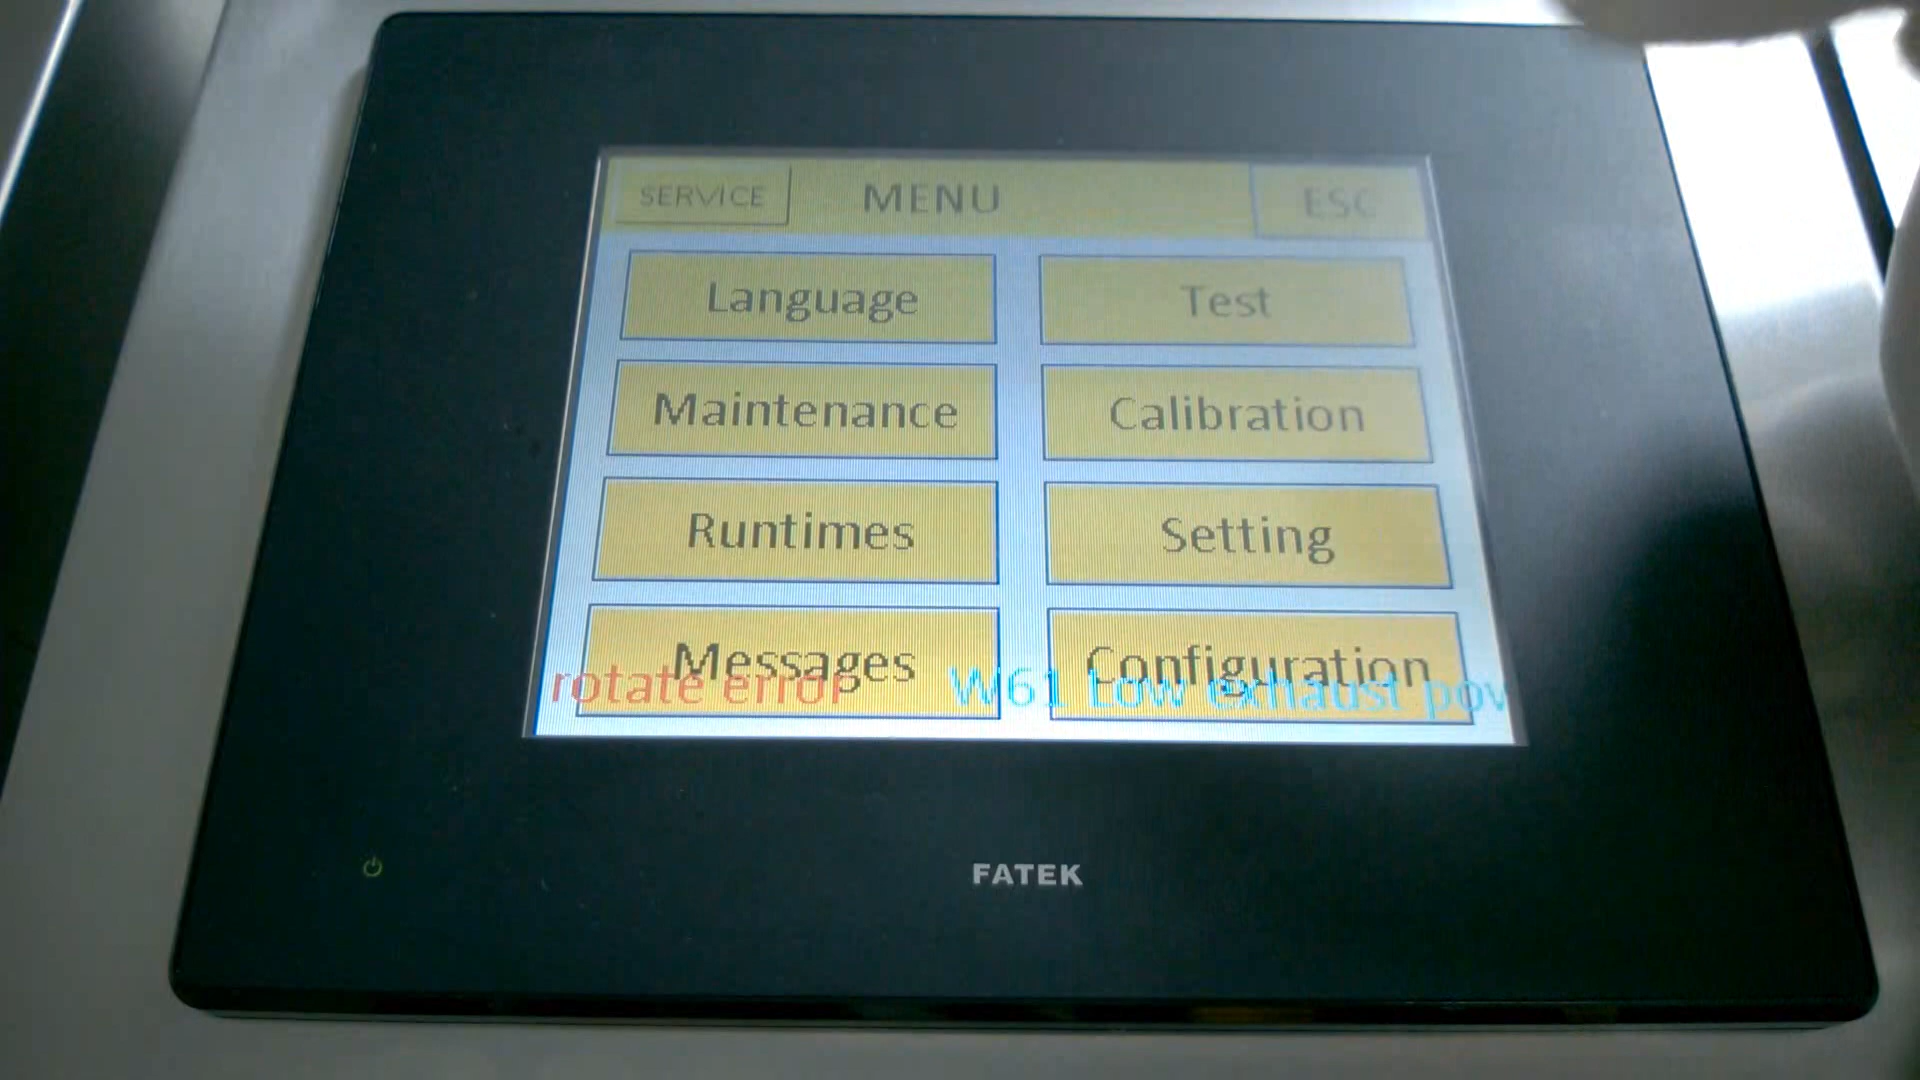 SERVICE MENU ESC
Language Test
Maintenance Calibration
Runtimes Setting
Messages Configuration
rotate error W61 Low exhaust pow
FATEK